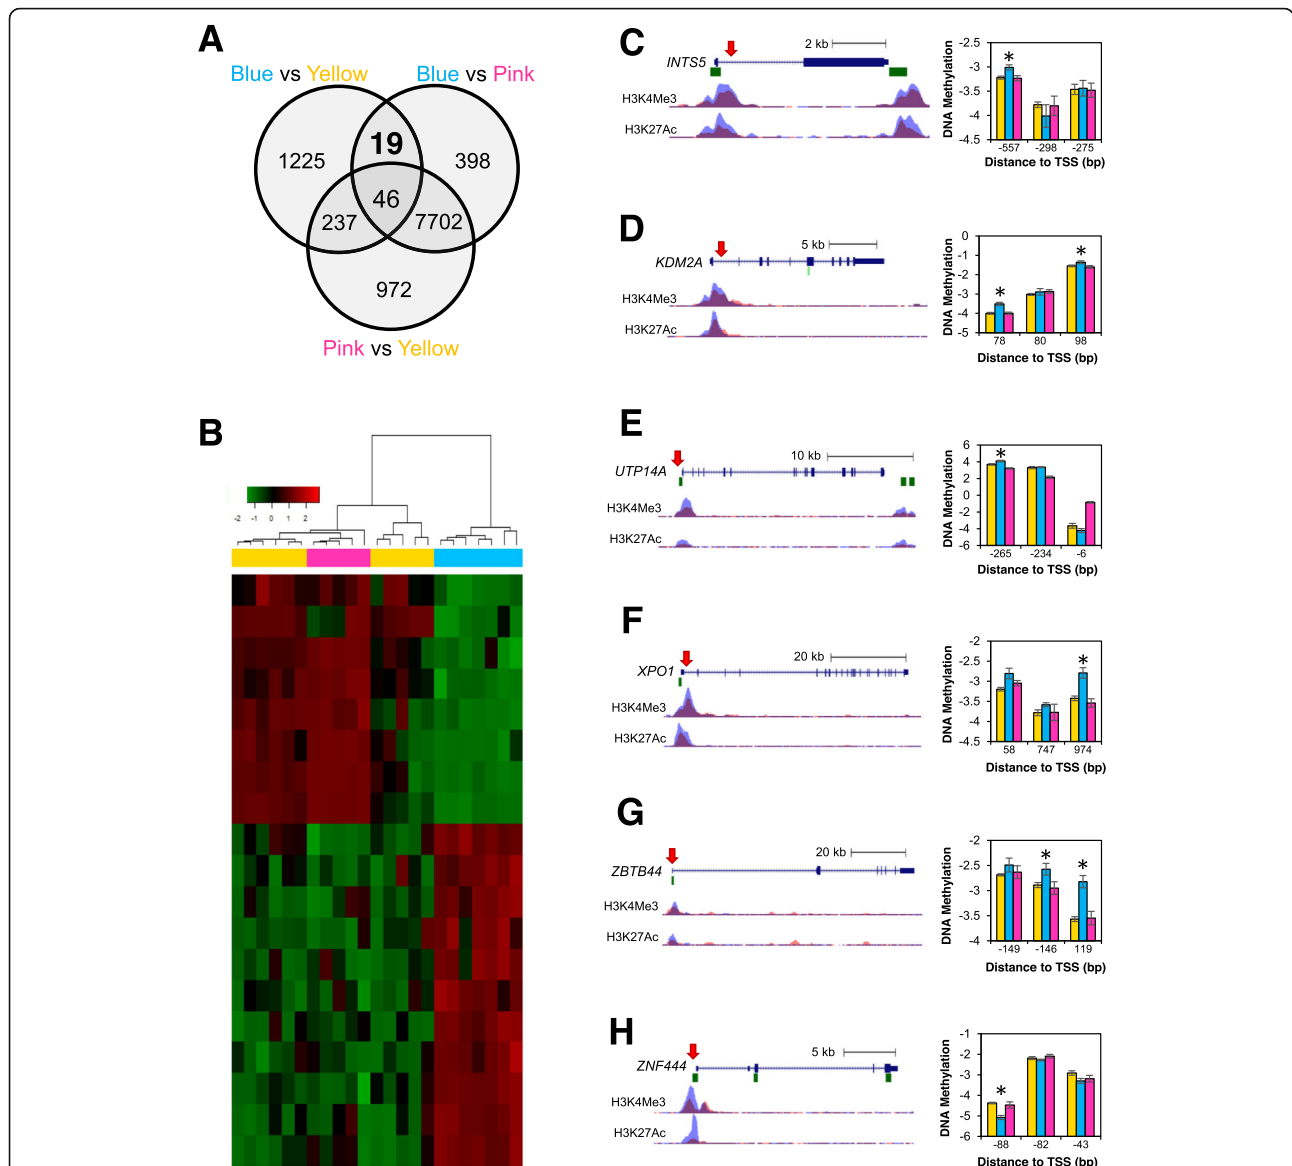 A
Blue vs Yellow
Blue vs Pink
1225
19
398
46
237
7702
972
Pink vs Yellow
B
-2 -1 0 1 2
C
2 kb
INTS5
H3K4Me3
H3K27Ac
DNA Methylation
-2.5
-3
-3.5
-4
-4.5
*
-557 -298 -275
Distance to TSS (bp)
D
5 kb
KDM2A
H3K4Me3
H3K27Ac
DNA Methylation
0
-1
-2
-3
-4
-5
* *
78 80 98
Distance to TSS (bp)
E
10 kb
UTP14A
H3K4Me3
H3K27Ac
DNA Methylation
6
4
2
0
-2
-4
-6
*
-265 -234 -6
Distance to TSS (bp)
F
20 kb
XPO1
H3K4Me3
H3K27Ac
DNA Methylation
-2
-2.5
-3
-3.5
-4
-4.5
*
58 747 974
Distance to TSS (bp)
G
20 kb
ZBTB44
H3K4Me3
H3K27Ac
DNA Methylation
-2
-2.5
-3
-3.5
-4
* *
-149 -146 119
Distance to TSS (bp)
H
5 kb
ZNF444
H3K4Me3
H3K27Ac
DNA Methylation
-1
-2
-3
-4
-5
-6
*
-88 -82 -43
Distance to TSS (bp)